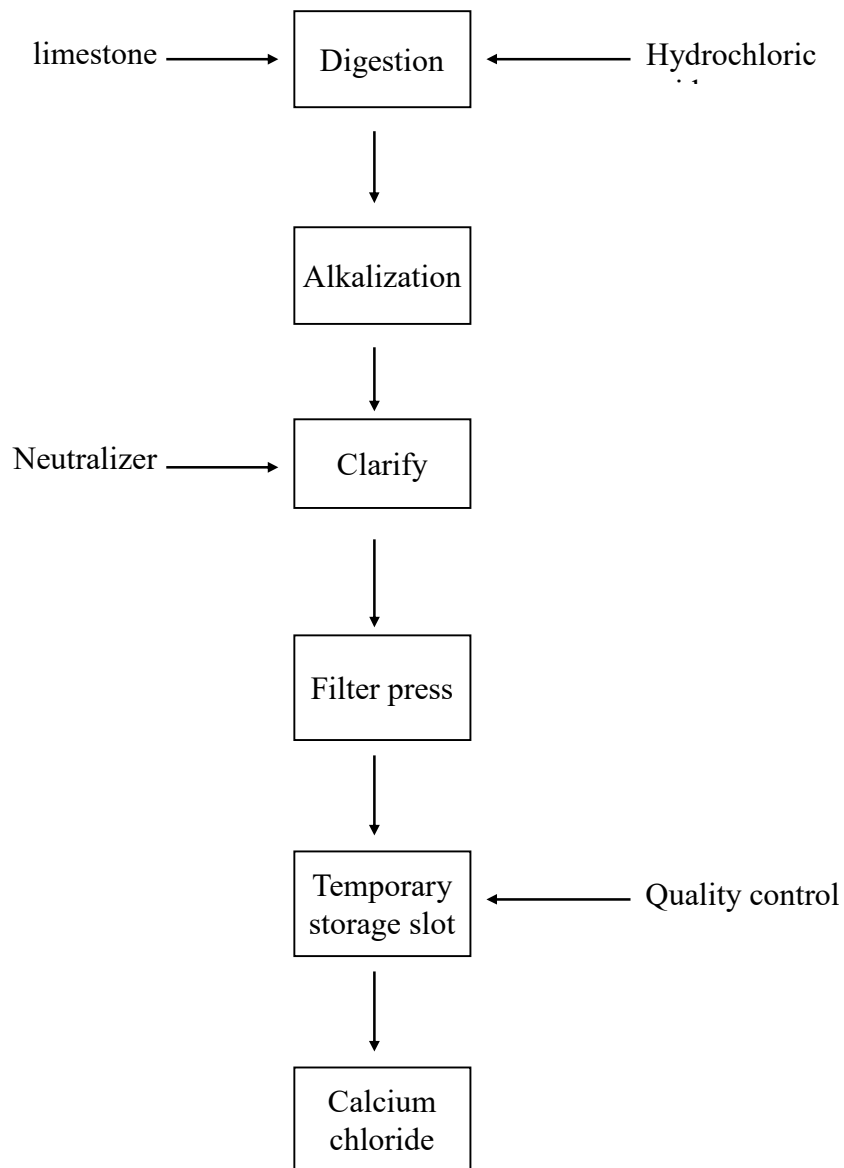 limestone
Digestion
Hydrochloric
Alkalization
Neutralizer
Clarify
Filter press
Temporary
storage slot
Quality control
Calcium
chloride